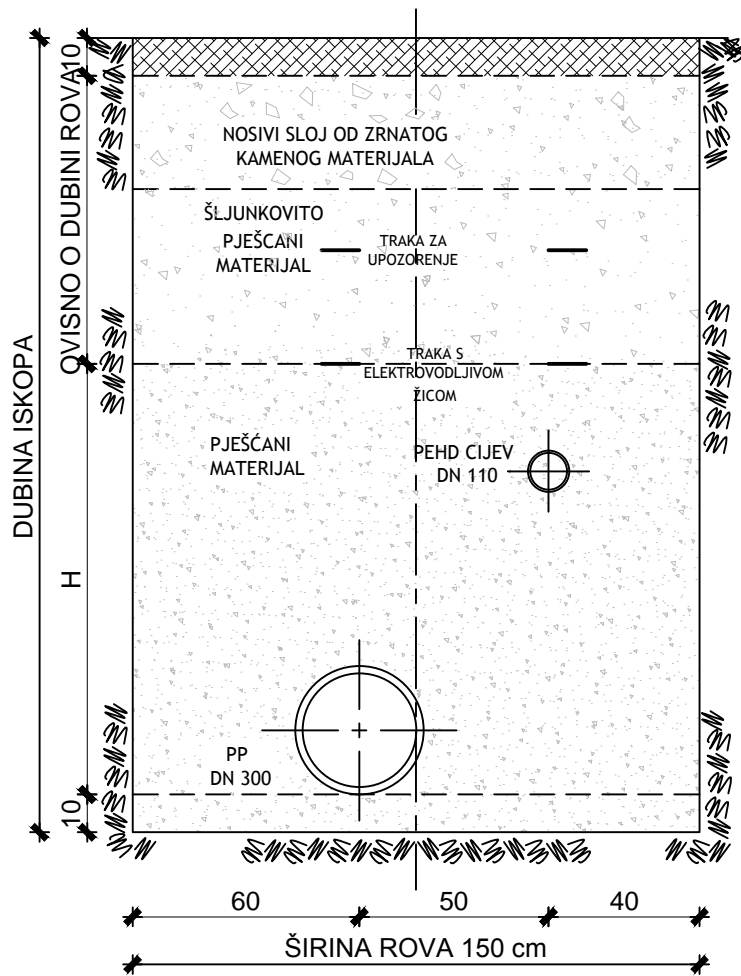 10
OVISNO O DUBINI ROVA
DUBINA ISKOPA
NOSIVI SLOJ OD ZRNATOG
KAMENOG MATERIJALA
ŠLJUNKOVITO
PJEŠČANI
MATERIJAL
TRAKA ZA
UPOZORENJE
TRAKA S
ELEKTROVODLJIVOM
ŽICOM
PJEŠĆANI
MATERIJAL
PEHD CIJEV
DN 110
H
PP
DN 300
10
60 50 40
ŠIRINA ROVA 150 cm